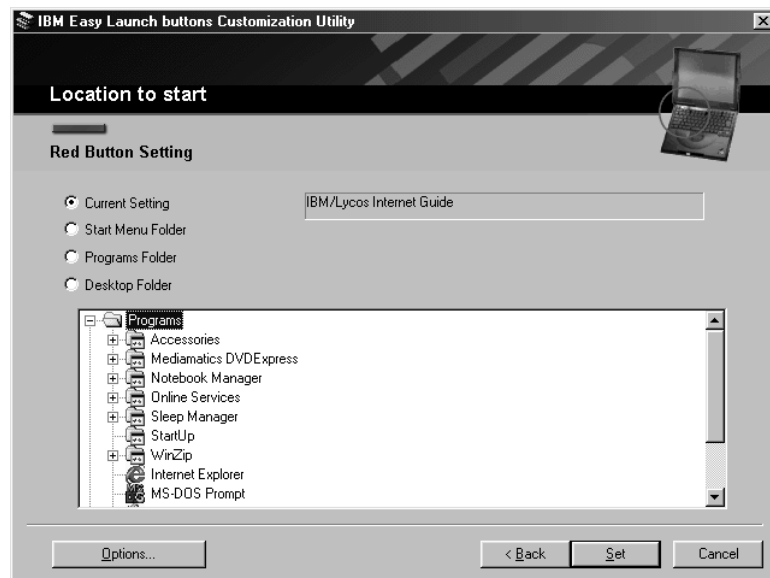 IBM Easy Launch buttons Customization Utility
Location to start
Red Button Setting
Current Setting
IBM/Lycos Internet Guide
Start Menu Folder
Programs Folder
Desktop Folder
Programs
Accessories
Mediamatics DVDExpress
Notebook Manager
Online Services
Sleep Manager
StartUp
WinZip
Internet Explorer
MS-DOS Prompt
Options...
< Back
Set
Cancel